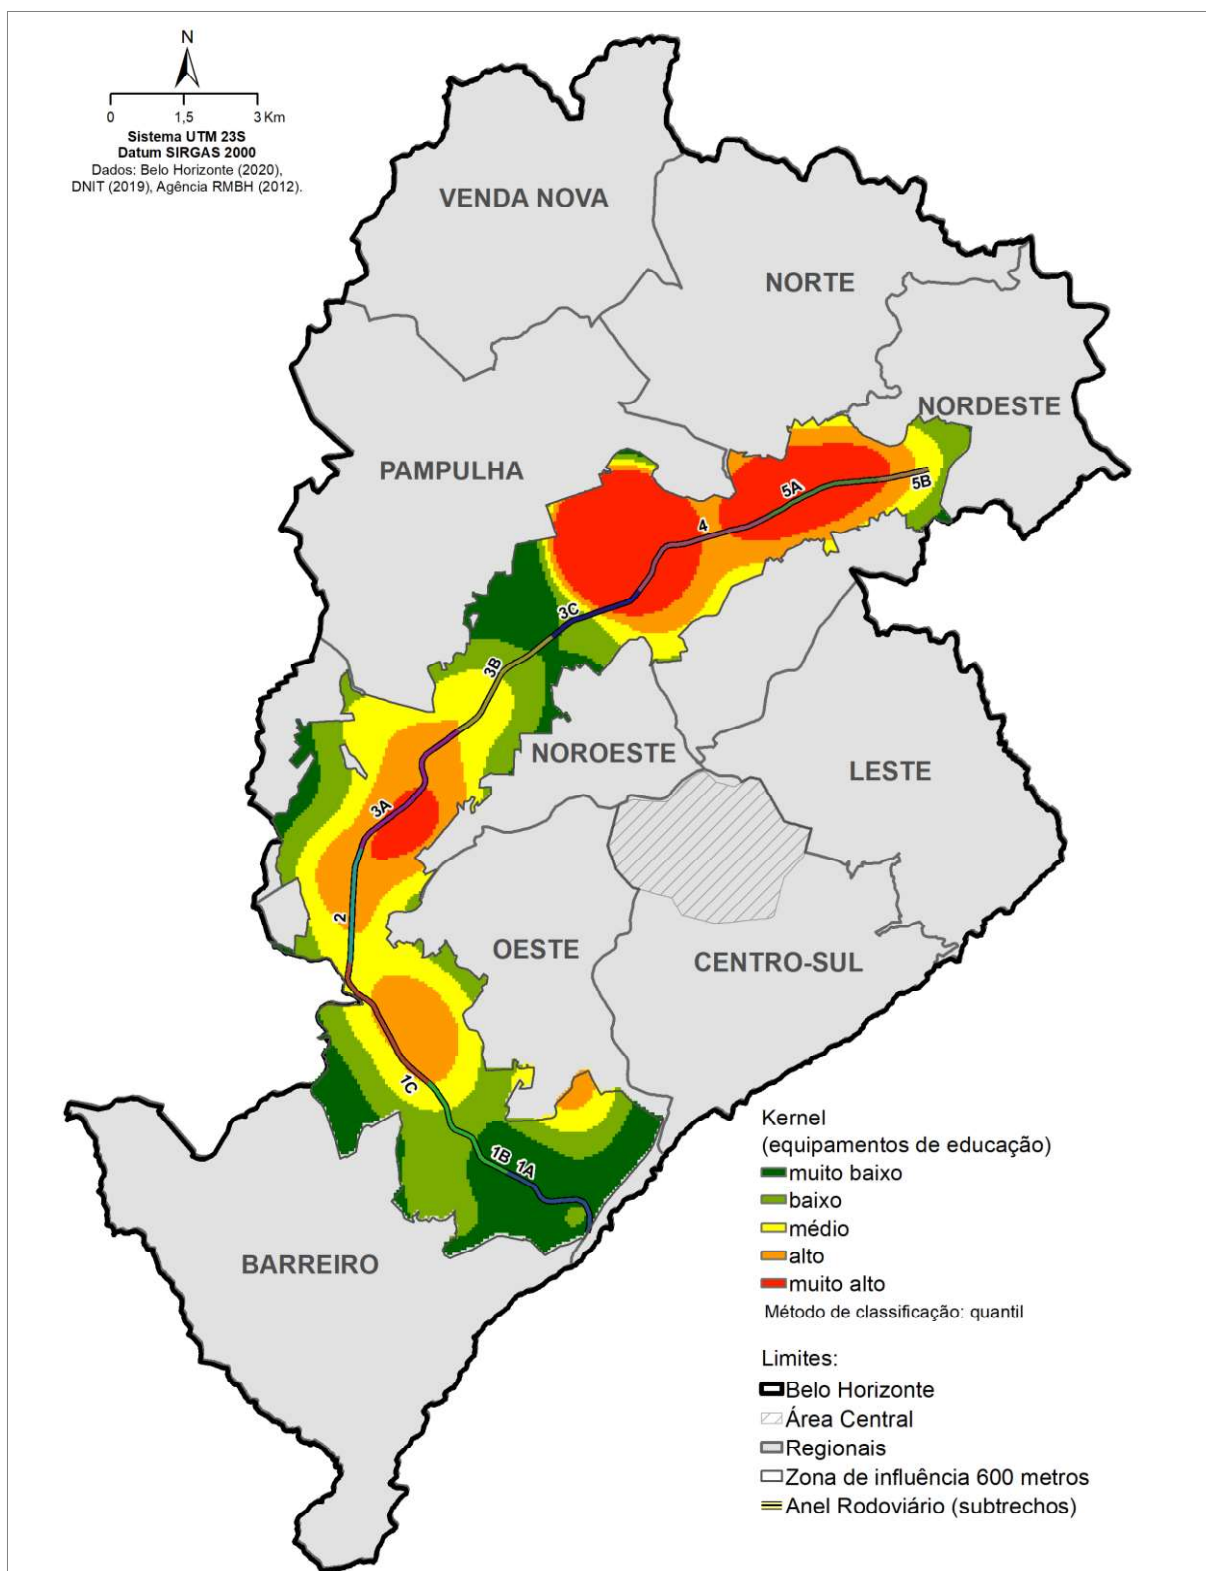 N
0 1,5 3 Km
Sistema UTM 23S
Datum SIRGAS 2000
Dados: Belo Horizonte (2020),
DNIT (2019), Agência RMBH (2012).
VENDA NOVA
NORTE
NORDESTE
PAMPULHA
5A
5B
4
3C
3B
NOROESTE
LESTE
3A
2
OESTE
CENTRO-SUL
1C
1B
1A
BARREIRO
Kernel
(equipamentos de educação)
muito baixo
baixo
médio
alto
muito alto
Método de classificação: quantil
Limites:
Belo Horizonte
Área Central
Regionais
Zona de influência 600 metros
Anel Rodoviário (subtrechos)